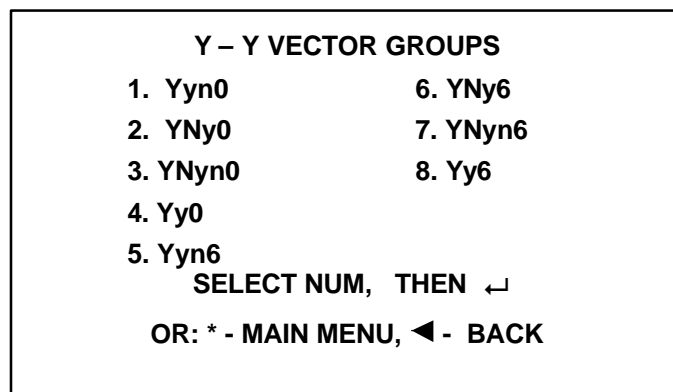 Y – Y VECTOR GROUPS
1. Yyn0 6. YNy6
2. YNy0 7. YNyn6
3. YNyn0 8. Yy6
4. Yy0
5. Yyn6
SELECT NUM, THEN ↵
OR: * - MAIN MENU, ◄ - BACK